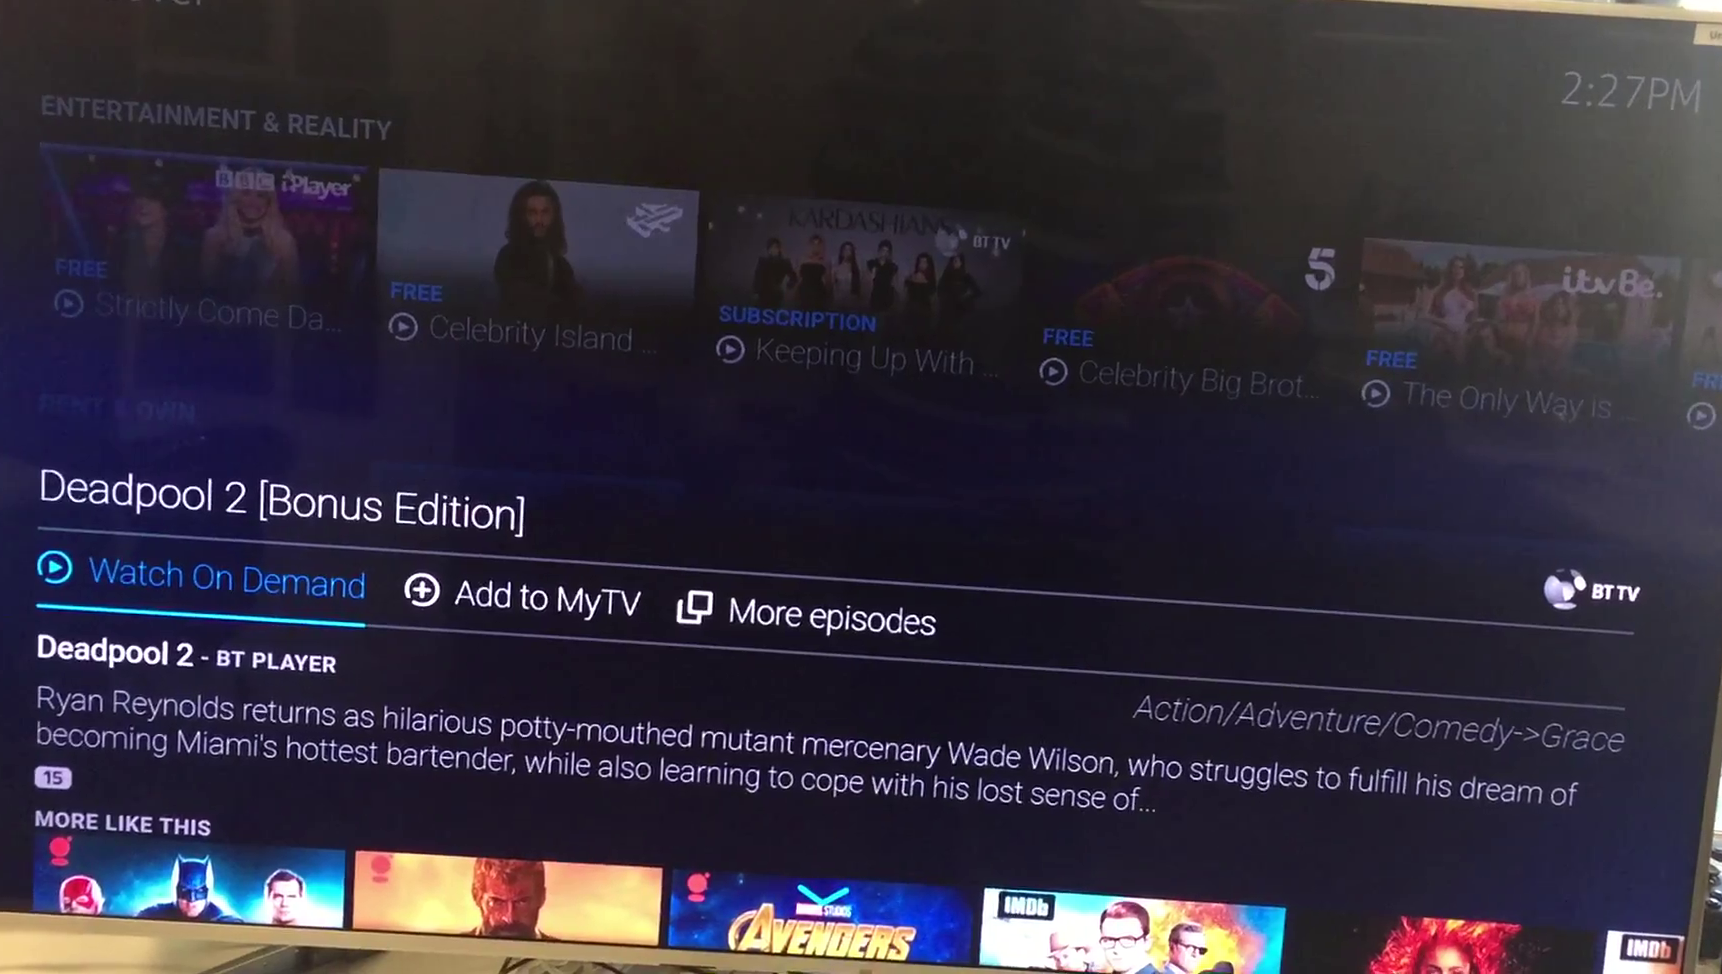 2:27PM
ENTERTAINMENT & REALITY
BBC iPlayer
FREE
Strictly Come Da...
FREE
Celebrity Island ...
KARDASHIANS
BT TV
SUBSCRIPTION
Keeping Up With ...
5
FREE
Celebrity Big Brot...
itvBe.
FREE
The Only Way is ...
RENT & OWN
Deadpool 2 [Bonus Edition]
Watch On Demand
Add to MyTV
More episodes
BT TV
Deadpool 2 - BT PLAYER
Action/Adventure/Comedy->Grace
Ryan Reynolds returns as hilarious potty-mouthed mutant mercenary Wade Wilson, who struggles to fulfill his dream of
becoming Miami's hottest bartender, while also learning to cope with his lost sense of...
15
MORE LIKE THIS
STUDIOS
AVENGERS
IMDb
IMDb